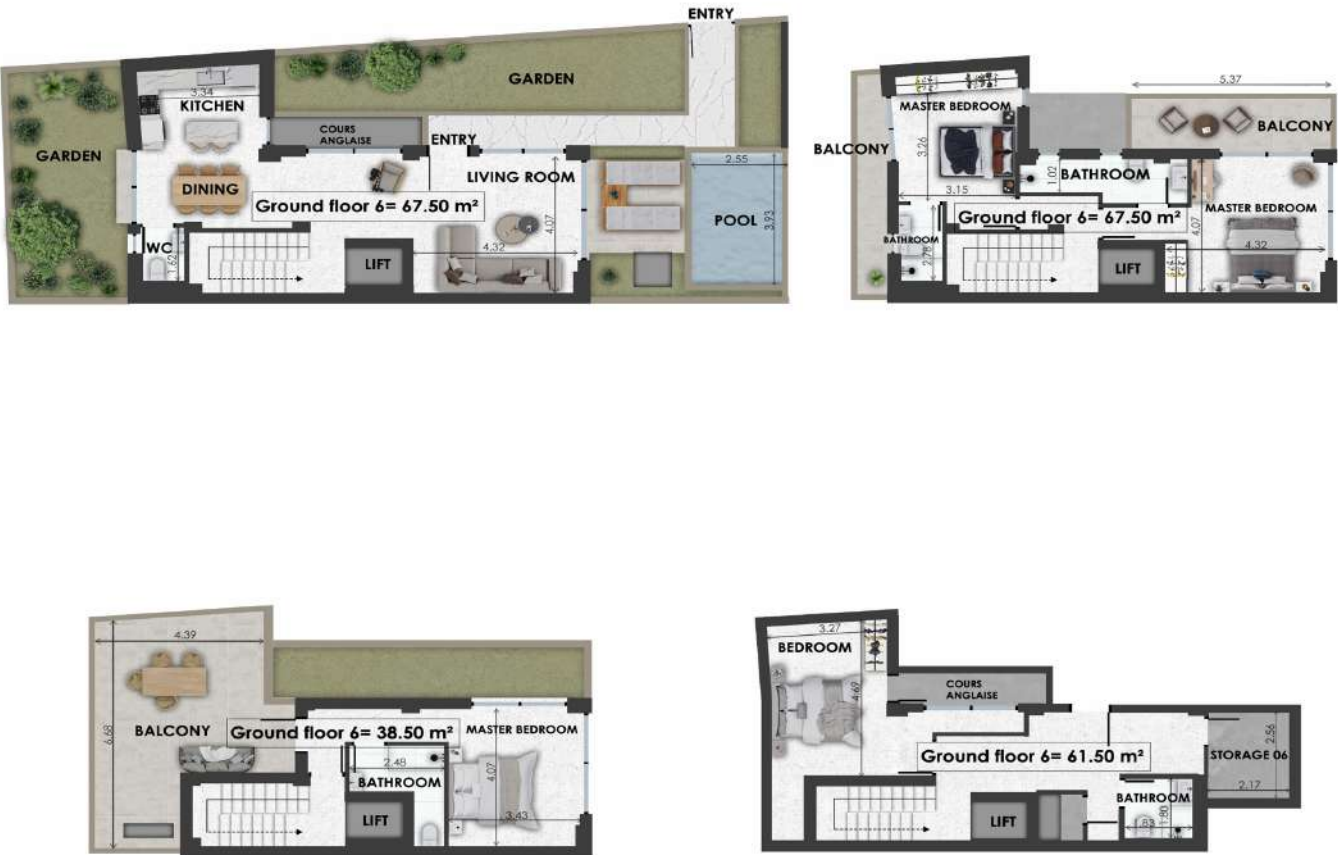 ENTRY
GARDEN
3.34
KITCHEN
COURS
ANGLAISE
ENTRY
GARDEN
LIVING ROOM
2.55
DINING
Ground floor 6= 67.50 m²
4.07
POOL
3.93
WC
1.62
LIFT
4.32
5.37
MASTER BEDROOM
BALCONY
BALCONY
3.26
1.02
BATHROOM
3.15
MASTER BEDROOM
Ground floor 6= 67.50 m²
4.07
BATHROOM
2.78
LIFT
4.32
4.39
6.68
BALCONY
Ground floor 6= 38.50 m²
MASTER BEDROOM
2.48
BATHROOM
4.07
LIFT
3.43
3.27
BEDROOM
4.69
COURS
ANGLAISE
Ground floor 6= 61.50 m²
2.56
STORAGE 06
2.17
BATHROOM
LIFT
1.83
1.80